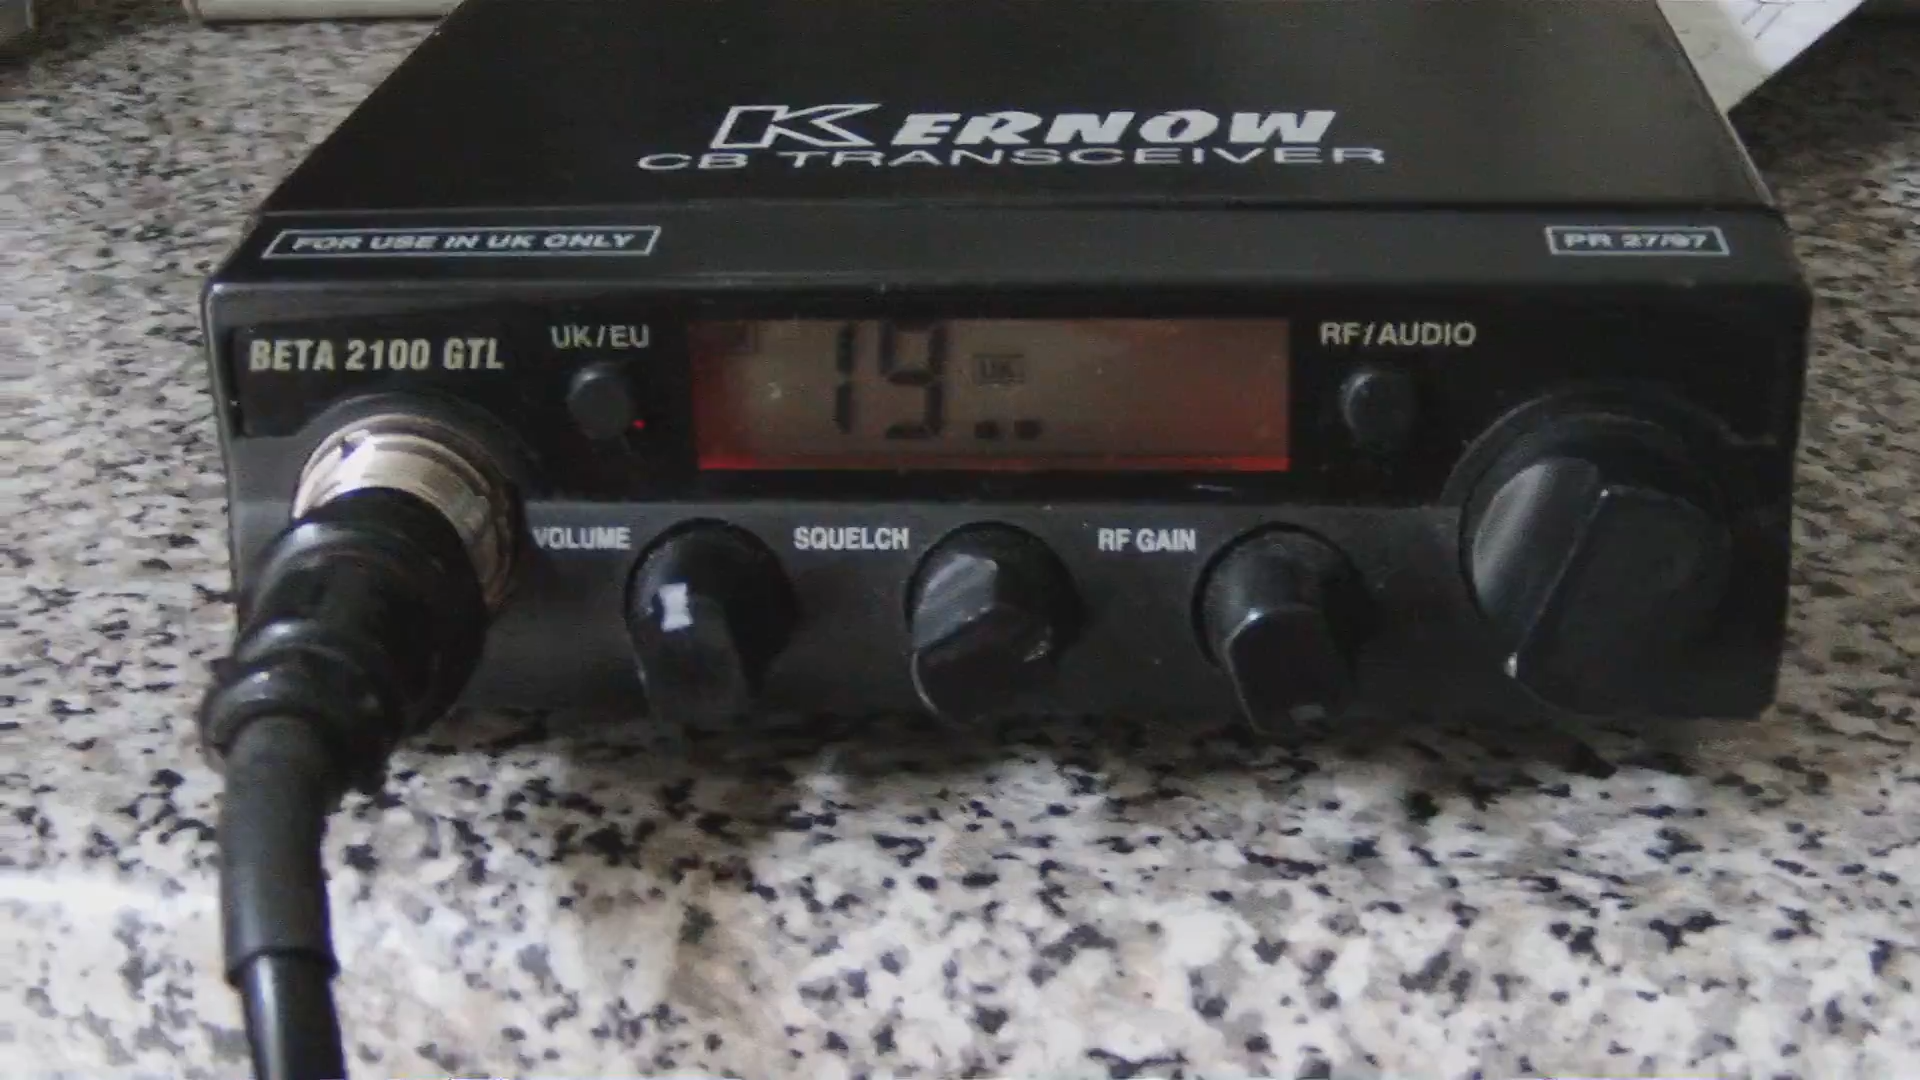 KERNOW
CB TRANSCEIVER
FOR USE IN UK ONLY
PR 27/97
BETA 2100 GTL
UK/EU
19
UK
RF/AUDIO
VOLUME
SQUELCH
RF GAIN